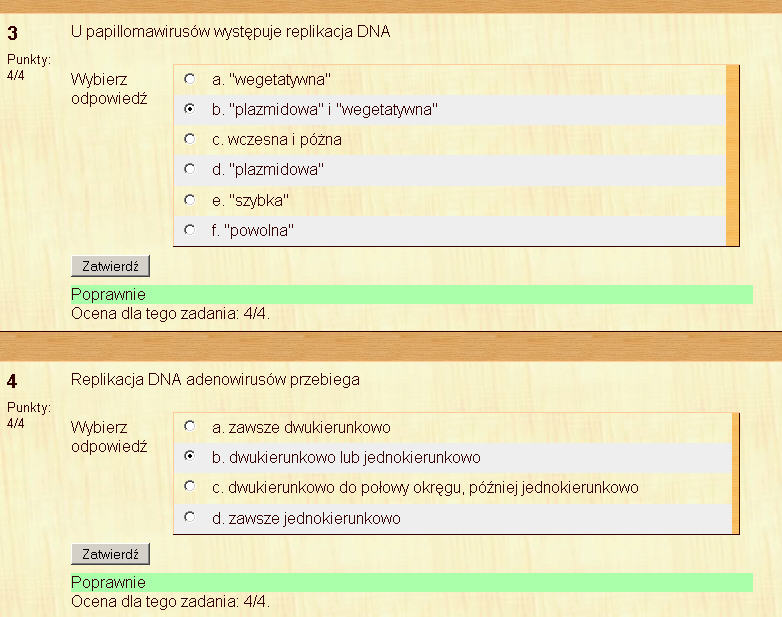 3
U papillomawirusów występuje replikacja DNA
Punkty:
4/4
Wybierz
odpowiedź
a. "wegetatywna"
b. "plazmidowa" i "wegetatywna"
c. wczesna i późna
d. "plazmidowa"
e. "szybka"
f. "powolna"
Zatwierdź
Poprawnie
Ocena dla tego zadania: 4/4.
4
Replikacja DNA adenowirusów przebiega
Punkty:
4/4
Wybierz
odpowiedź
a. zawsze dwukierunkowo
b. dwukierunkowo lub jednokierunkowo
c. dwukierunkowo do połowy okręgu, później jednokierunkowo
d. zawsze jednokierunkowo
Zatwierdź
Poprawnie
Ocena dla tego zadania: 4/4.